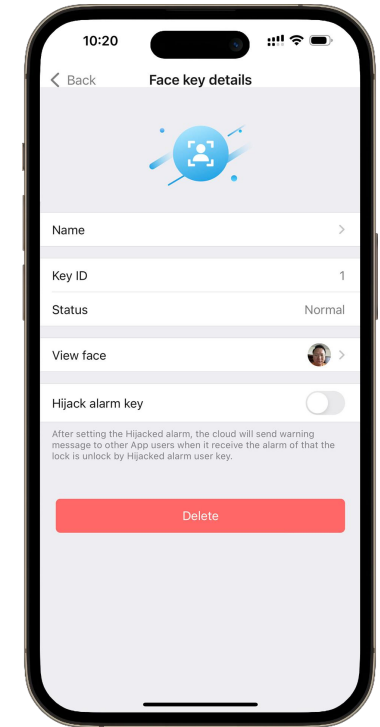 10:20
Back
Face key details
Name
Key ID
1
Status
Normal
View face
Hijack alarm key
After setting the Hijacked alarm, the cloud will send warning
message to other App users when it receive the alarm of that the
lock is unlock by Hijacked alarm user key.
Delete